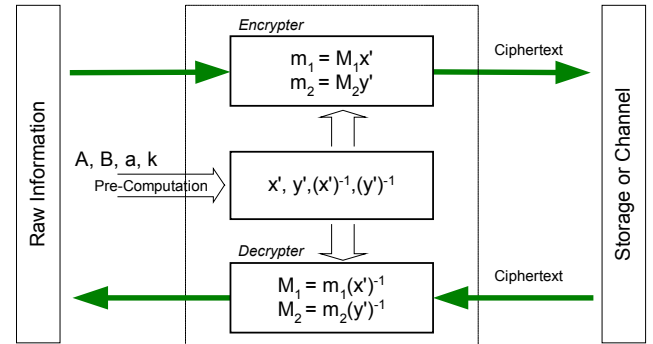 Raw Information
Encrypter
m₁ = M₁x'
m₂ = M₂y'
Ciphertext
A, B, a, k
Pre-Computation
x', y',(x')⁻¹,(y')⁻¹
Decrypter
M₁ = m₁(x')⁻¹
M₂ = m₂(y')⁻¹
Ciphertext
Storage or Channel